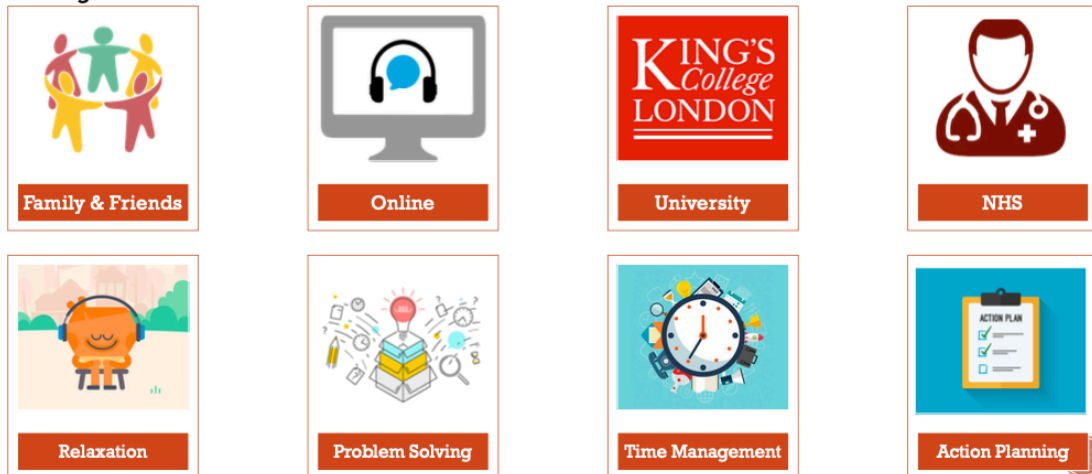 KING'S
College
LONDON
Family & Friends
Online
University
NHS
ACTION PLAN
Relaxation
Problem Solving
Time Management
Action Planning